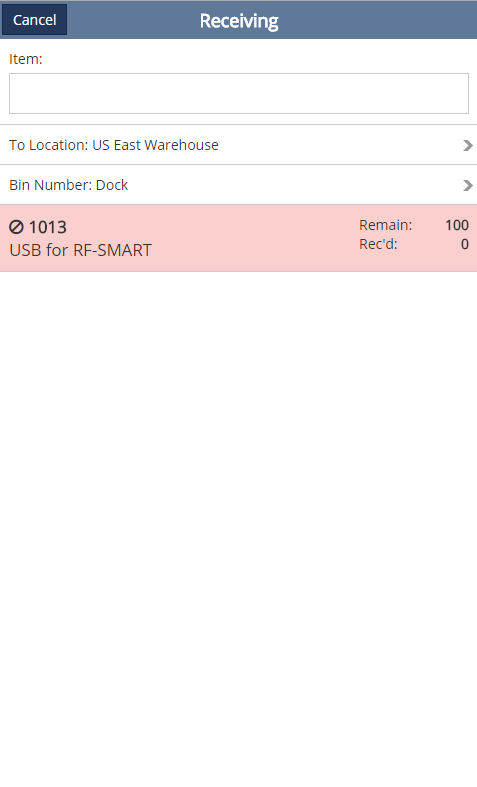 Cancel
Receiving
Item:
To Location: US East Warehouse
Bin Number: Dock
1013
Remain: 100
USB for RF-SMART
Rec'd: 0